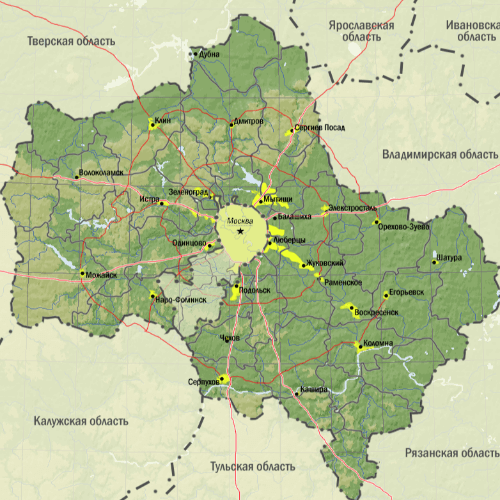 Ярославская
область
Ивановска
область
Тверская область
Дубна
Клин
Дмитров
Сергиев Посад
Владимирская область
Волоколамск
Зеленоград
Истра
Мытищи
Электросталь
Балашиха
Москва
Орехово-Зуево
Одинцово
Люберцы
Шатура
Жуковский
Можайск
Раменское
Подольск
Егорьевск
Наро-Фоминск
Воскресенск
Чехов
Коломна
Серпухов
Кашира
Калужская область
Тульская область
Рязанская область